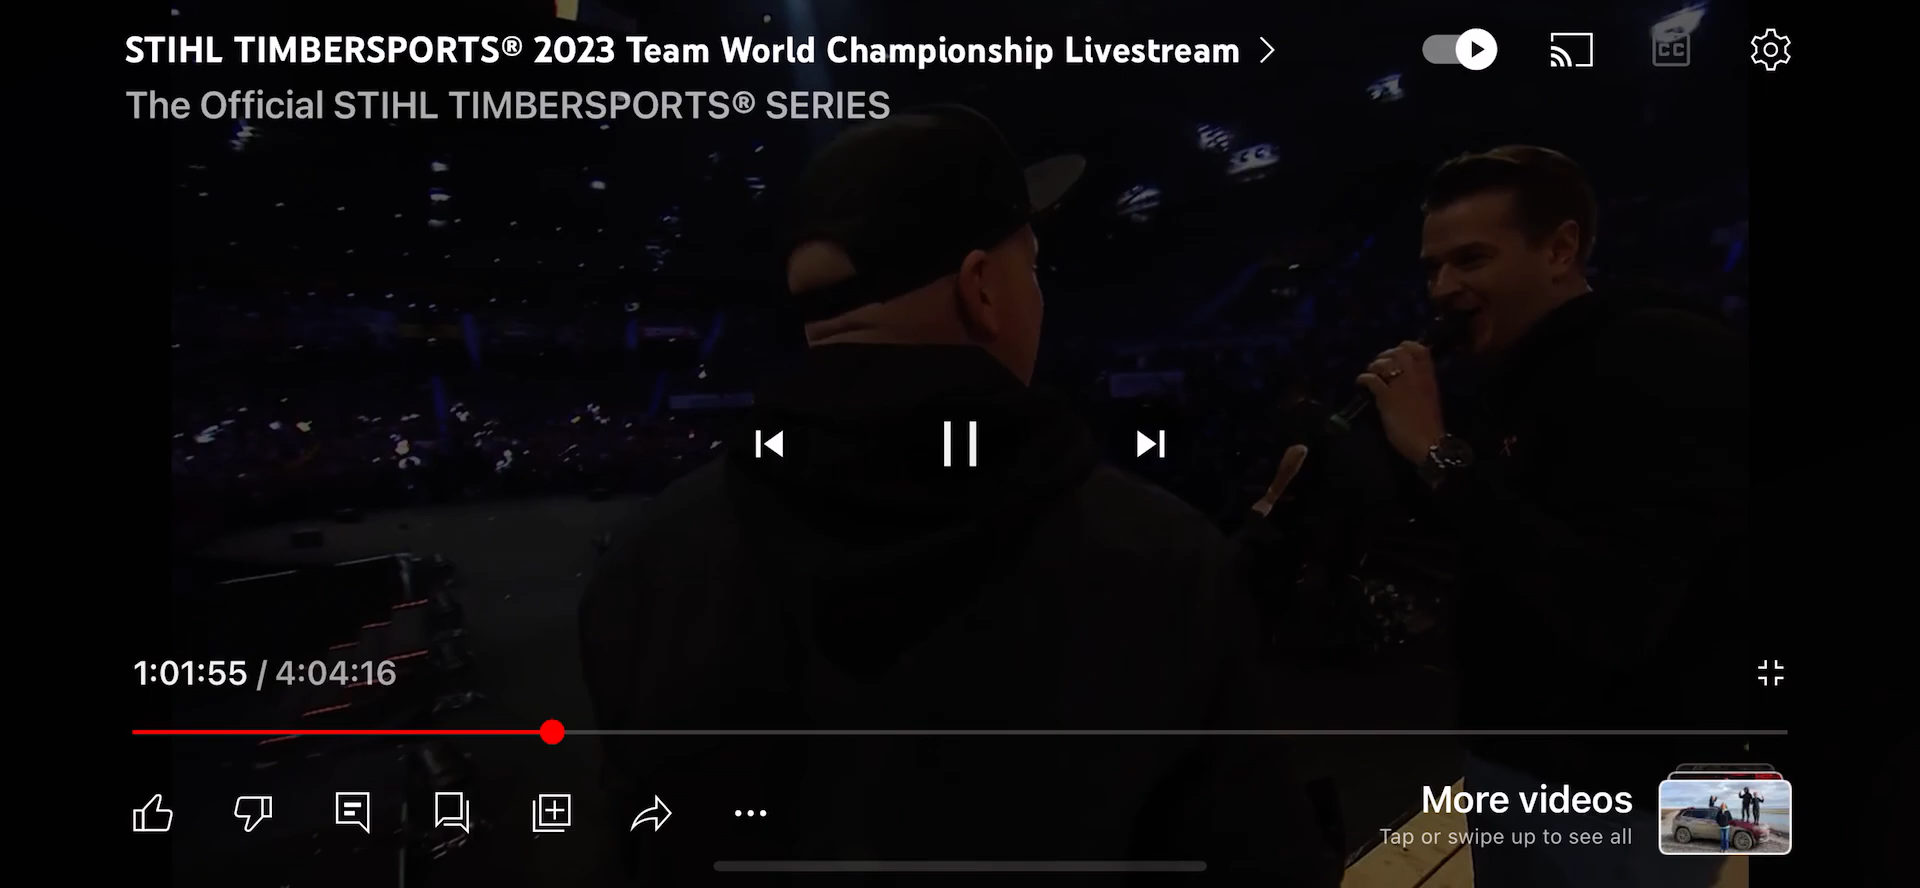 STIHL TIMBERSPORTS® 2023 Team World Championship Livestream
CC
The Official STIHL TIMBERSPORTS® SERIES
1:01:55 / 4:04:16
More videos
Tap or swipe up to see all